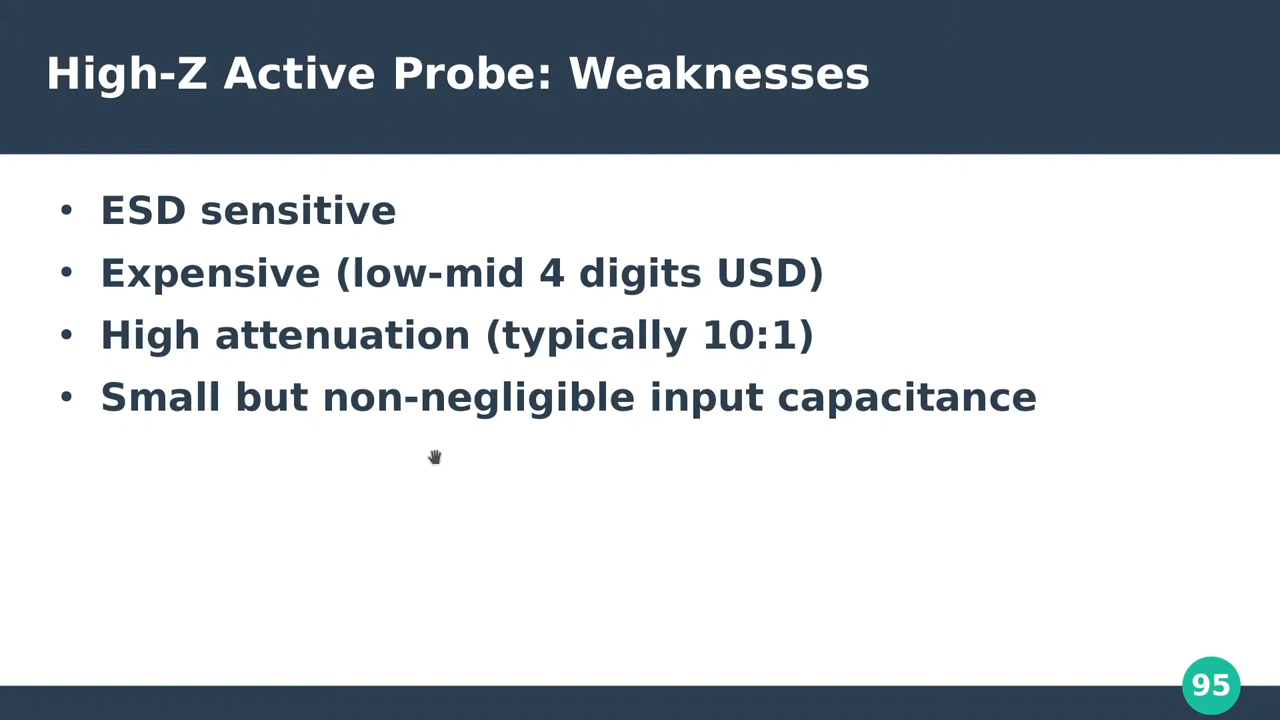 High-Z Active Probe: Weaknesses
• ESD sensitive
• Expensive (low-mid 4 digits USD)
• High attenuation (typically 10:1)
• Small but non-negligible input capacitance
95